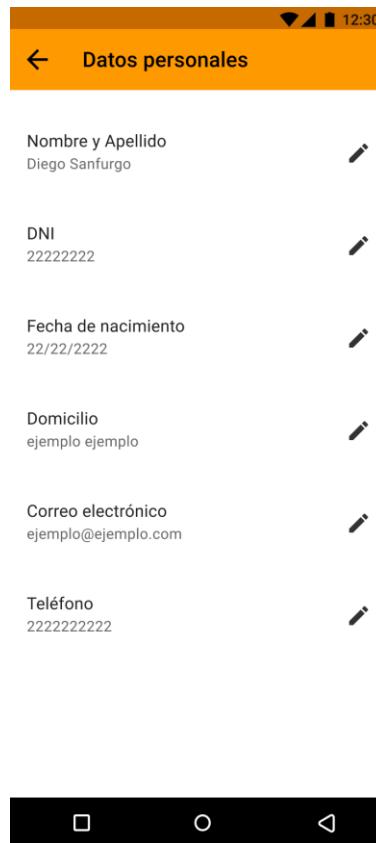 12:30
Datos personales
Nombre y Apellido
Diego Sanfurgo
DNI
22222222
Fecha de nacimiento
22/22/2222
Domicilio
ejemplo ejemplo
Correo electrónico
ejemplo@ejemplo.com
Teléfono
2222222222